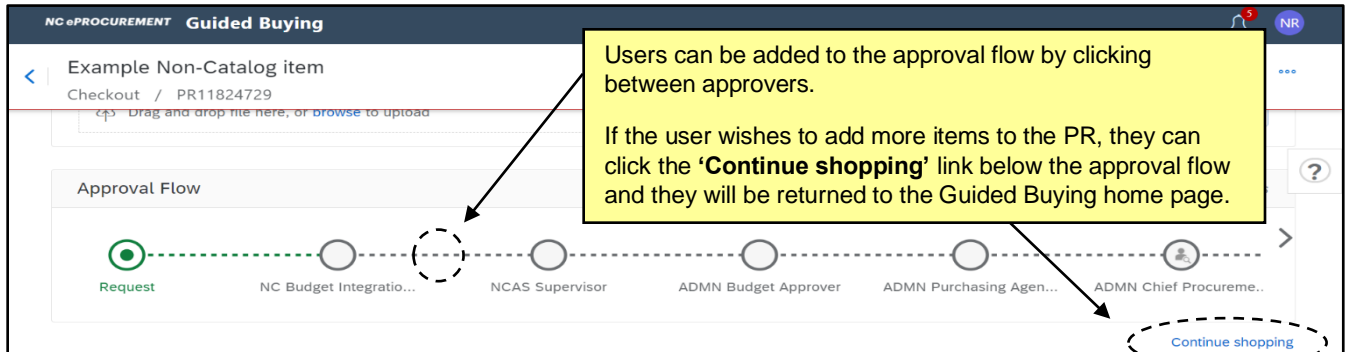 NC ePROCUREMENT Guided Buying
5
NR
Example Non-Catalog item
Checkout / PR11824729
Drag and drop file here, or browse to upload
Users can be added to the approval flow by clicking
between approvers.
If the user wishes to add more items to the PR, they can
click the ‘Continue shopping’ link below the approval flow
and they will be returned to the Guided Buying home page.
?
Approval Flow
Request
NC Budget Integratio...
NCAS Supervisor
ADMN Budget Approver
ADMN Purchasing Agen...
ADMN Chief Procureme..
Continue shopping